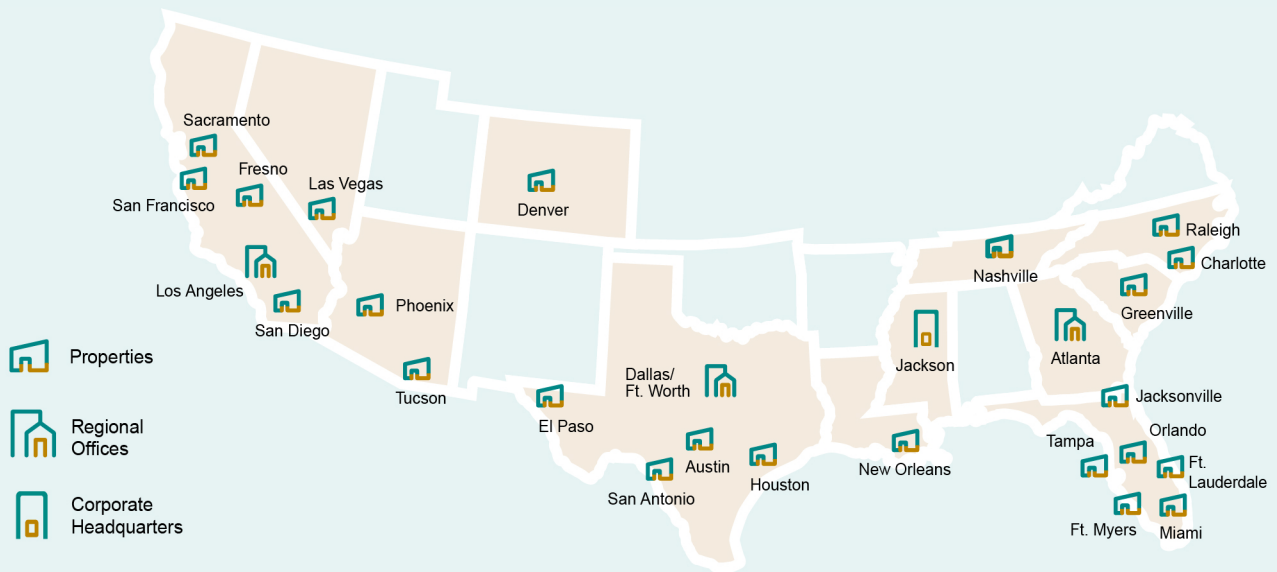 Sacramento
Fresno
San Francisco
Las Vegas
Denver
Los Angeles
San Diego
Phoenix
Tucson
Raleigh
Charlotte
Nashville
Greenville
Jackson
Atlanta
Dallas/
Ft. Worth
El Paso
Austin
San Antonio
Houston
New Orleans
Jacksonville
Orlando
Tampa
Ft.
Lauderdale
Ft. Myers
Miami
Properties
Regional
Offices
Corporate
Headquarters